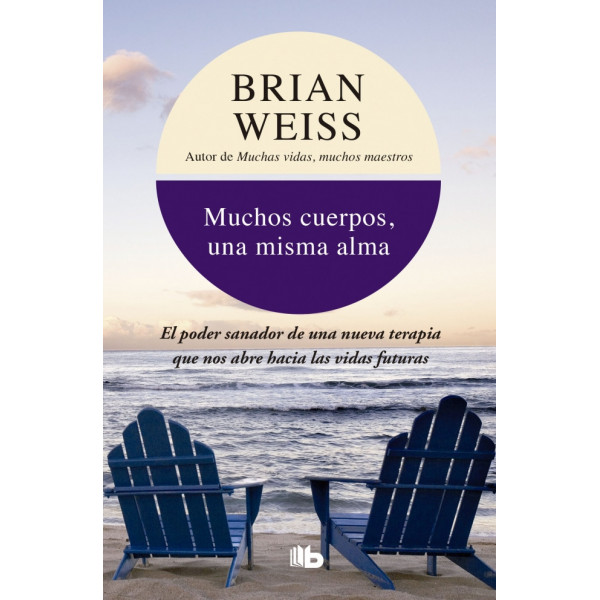 BRIAN
WEISS
Autor de Muchas vidas, muchos maestros
Muchos cuerpos,
una misma alma
El poder sanador de una nueva terapia
que nos abre hacia las vidas futuras
b